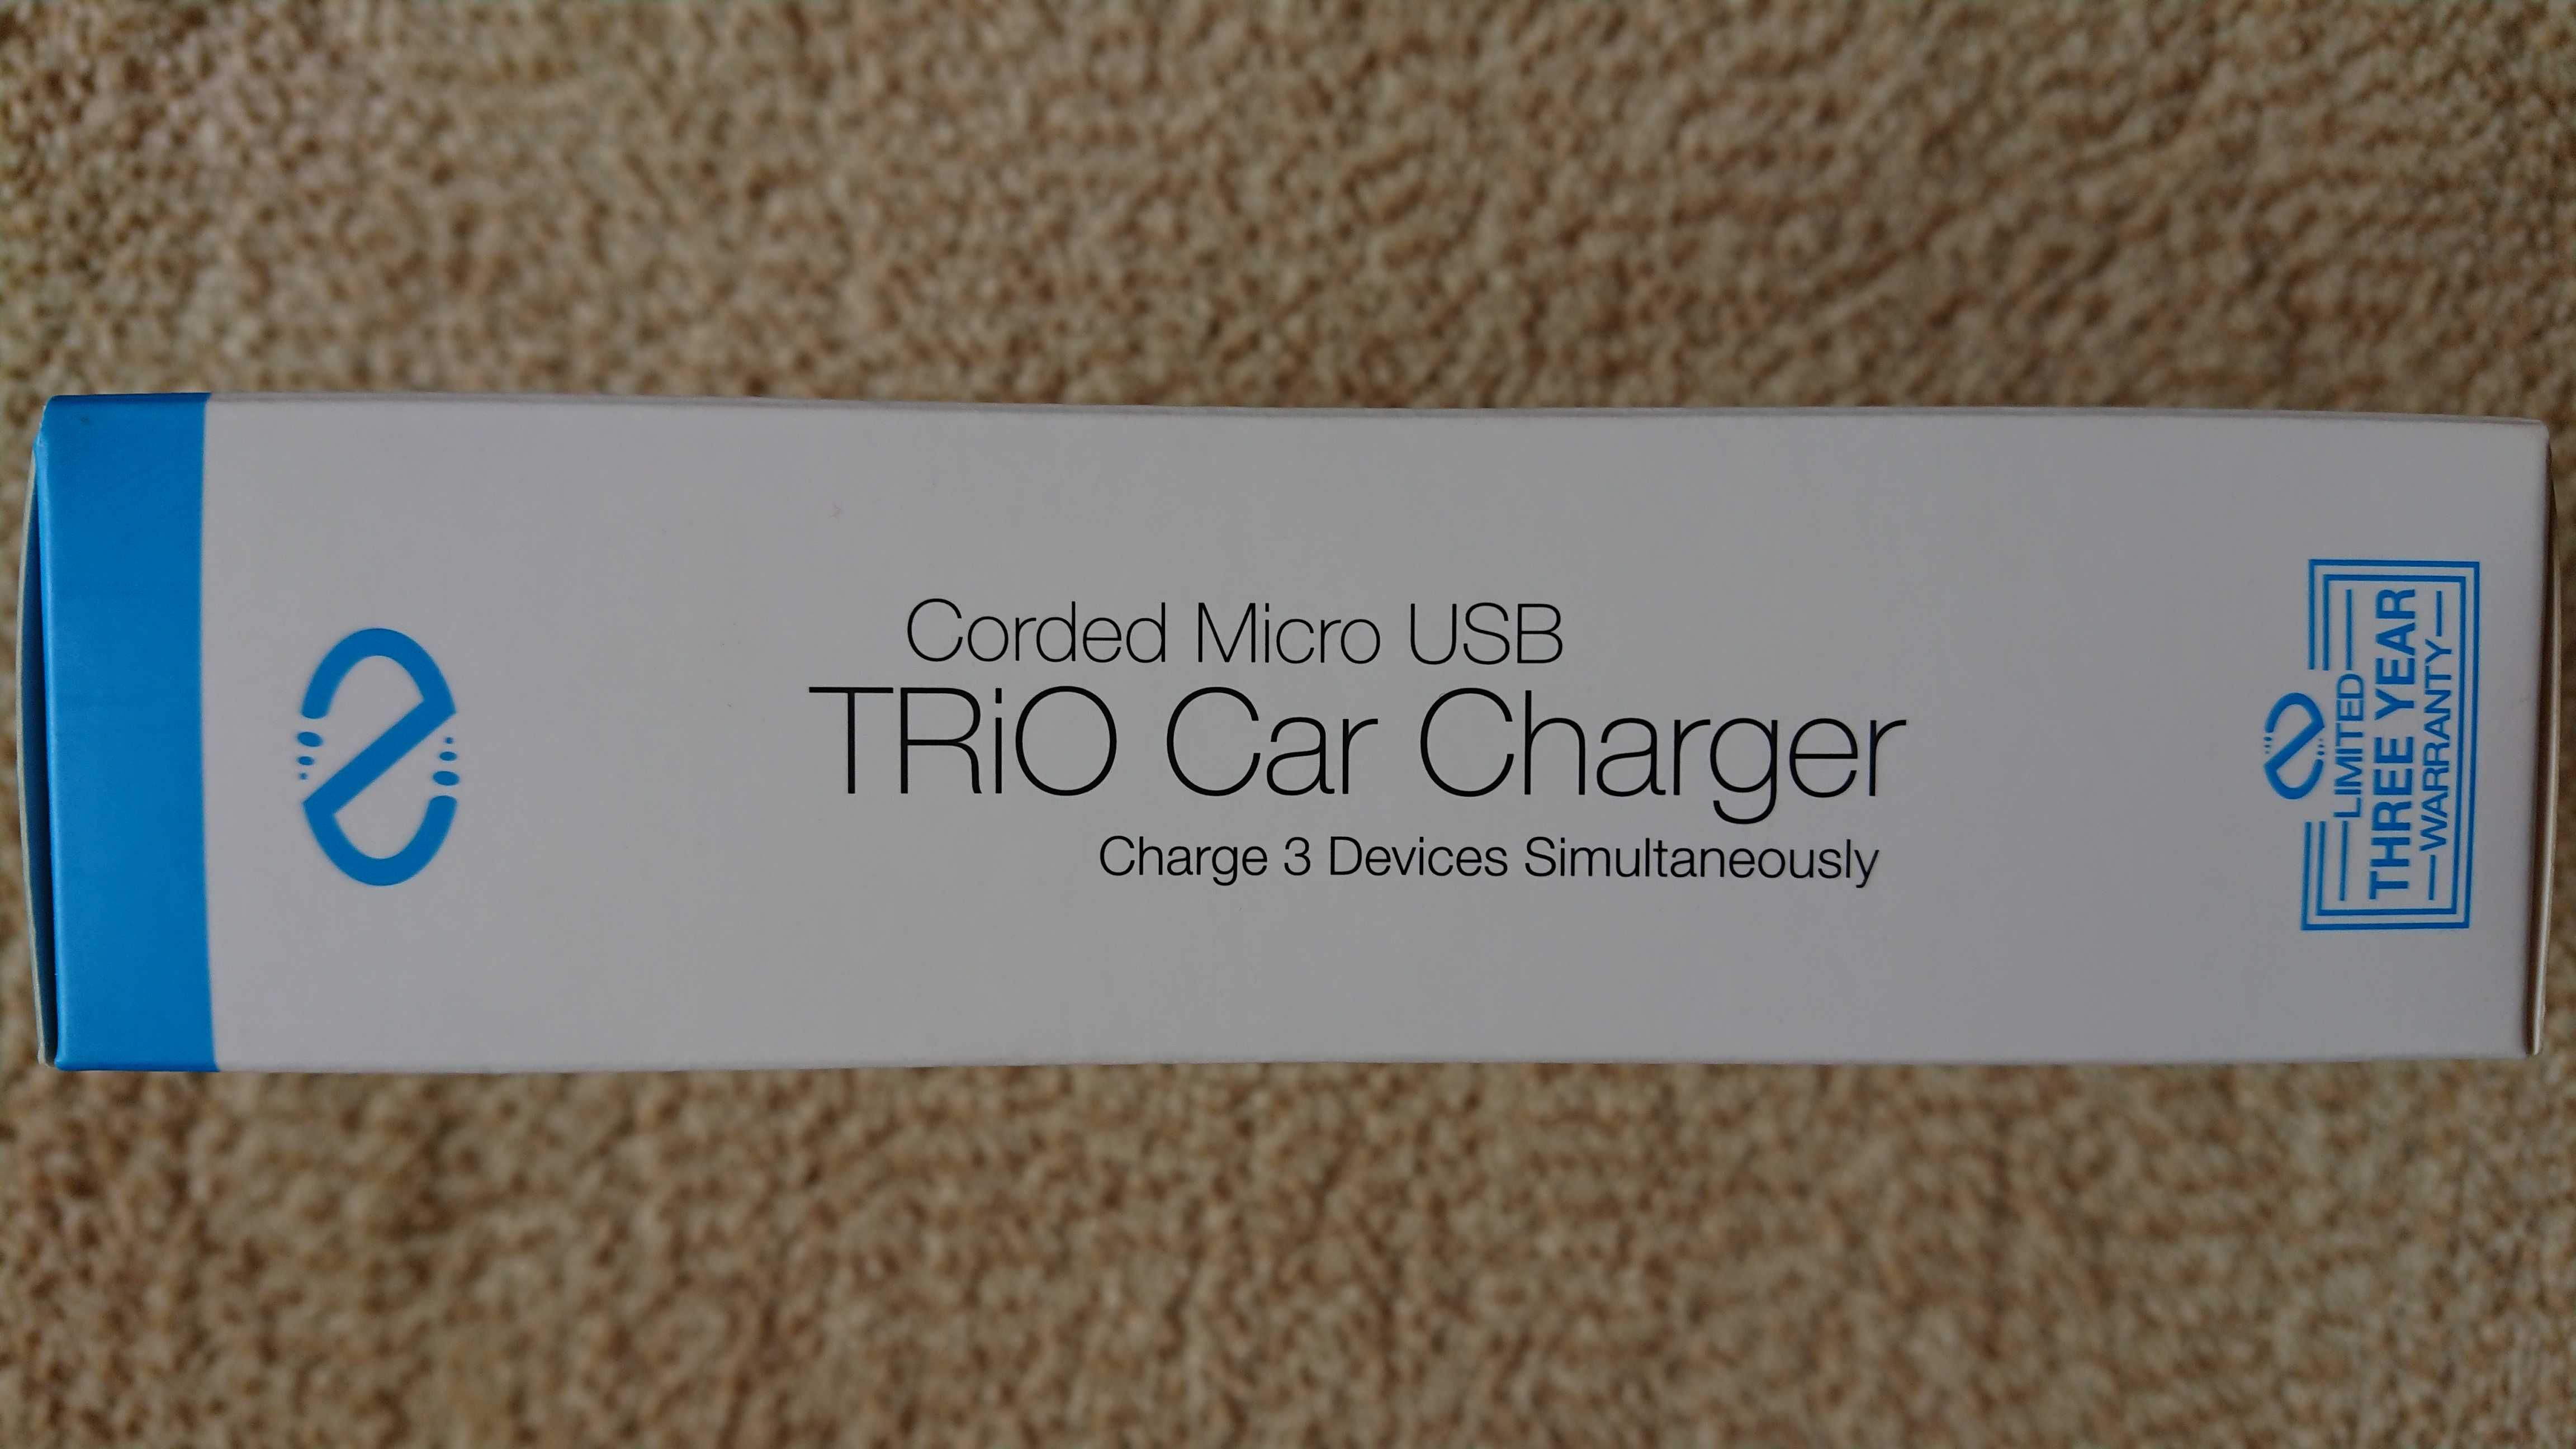 Corded Micro USB
TRiO Car Charger
Charge 3 Devices Simultaneously
LIMITED
THREE YEAR
WARRANTY